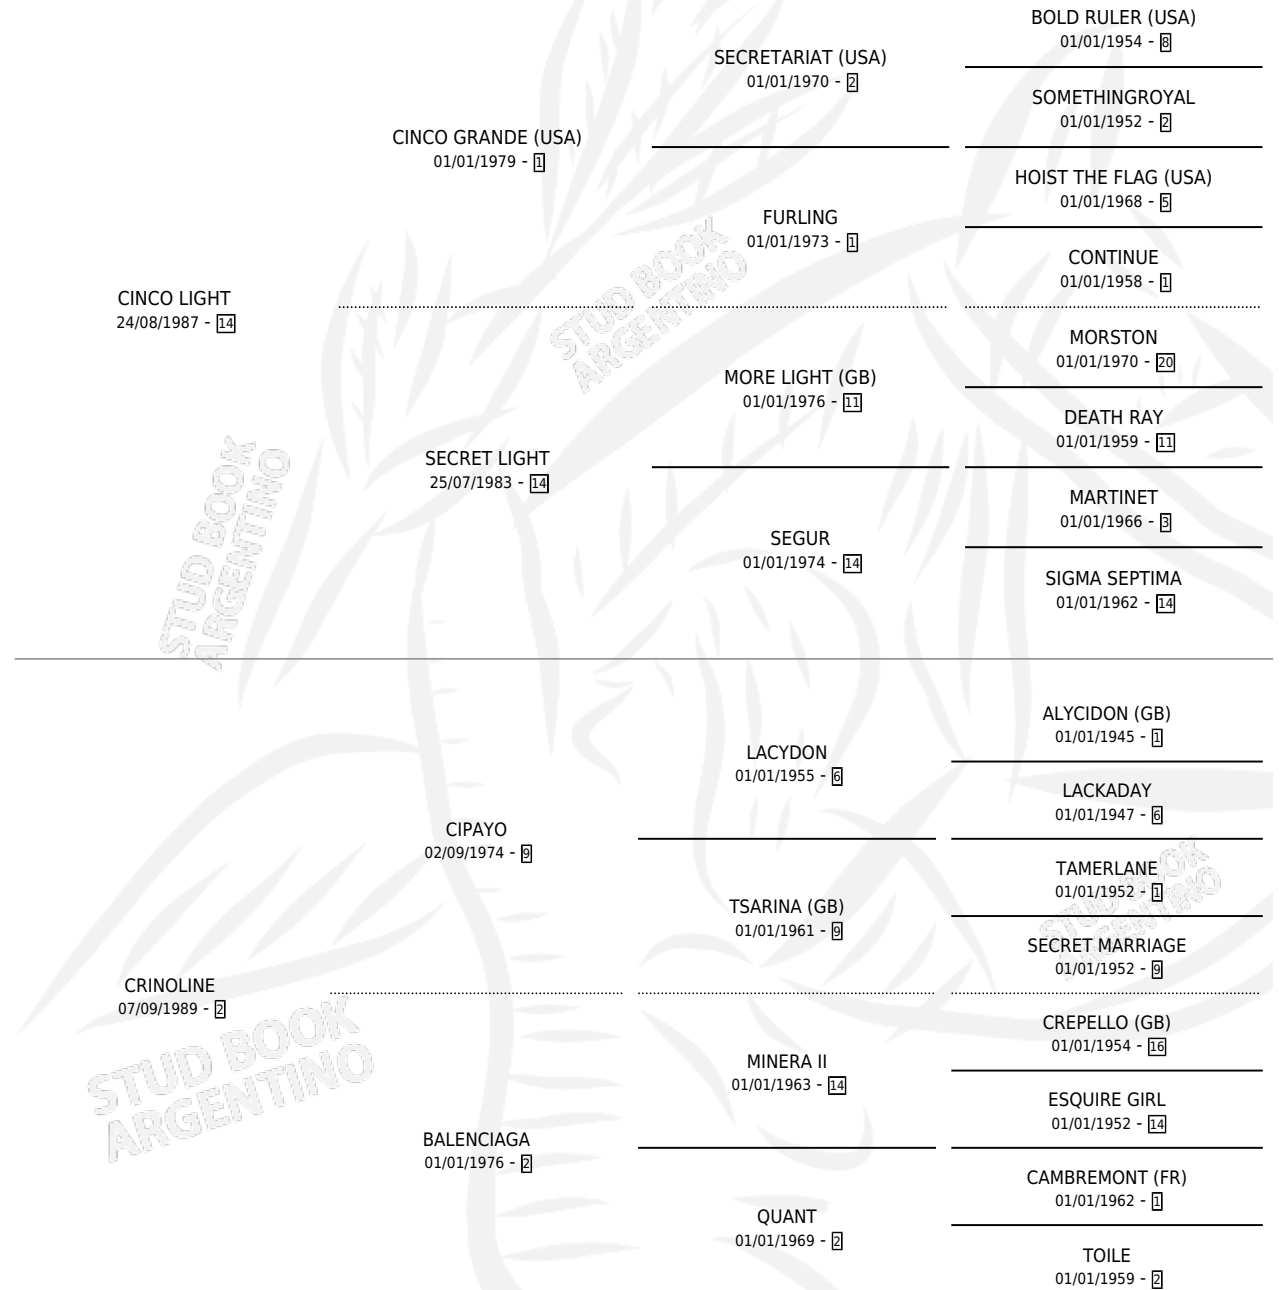 BOLD RULER (USA)
01/01/1954 - 8
SECRETARIAT (USA)
01/01/1970 - 2
SOMETHINGROYAL
01/01/1952 - 2
CINCO GRANDE (USA)
01/01/1979 - 1
HOIST THE FLAG (USA)
01/01/1968 - 5
FURLING
01/01/1973 - 1
CONTINUE
01/01/1958 - 1
CINCO LIGHT
24/08/1987 - 14
STUD BOOK
ARGENTINO
MORSTON
01/01/1970 - 20
MORE LIGHT (GB)
01/01/1976 - 11
DEATH RAY
01/01/1959 - 11
SECRET LIGHT
25/07/1983 - 14
MARTINET
01/01/1966 - 3
SEGUR
01/01/1974 - 14
SIGMA SEPTIMA
01/01/1962 - 14
STUD BOOK
ARGENTINO
ALYCIDON (GB)
01/01/1945 - 1
LACYDON
01/01/1955 - 6
LACKADAY
01/01/1947 - 6
CIPAYO
02/09/1974 - 9
TAMERLANE
01/01/1952 - 1
TSARINA (GB)
01/01/1961 - 9
SECRET MARRIAGE
01/01/1952 - 9
STUD BOOK
ARGENTINO
CRINOLINE
07/09/1989 - 2
CREPELLO (GB)
01/01/1954 - 16
MINERA II
01/01/1963 - 14
ESQUIRE GIRL
01/01/1952 - 14
STUD BOOK
ARGENTINO
BALENCIAGA
01/01/1976 - 2
CAMBREMONT (FR)
01/01/1962 - 1
QUANT
01/01/1969 - 2
TOILE
01/01/1959 - 2